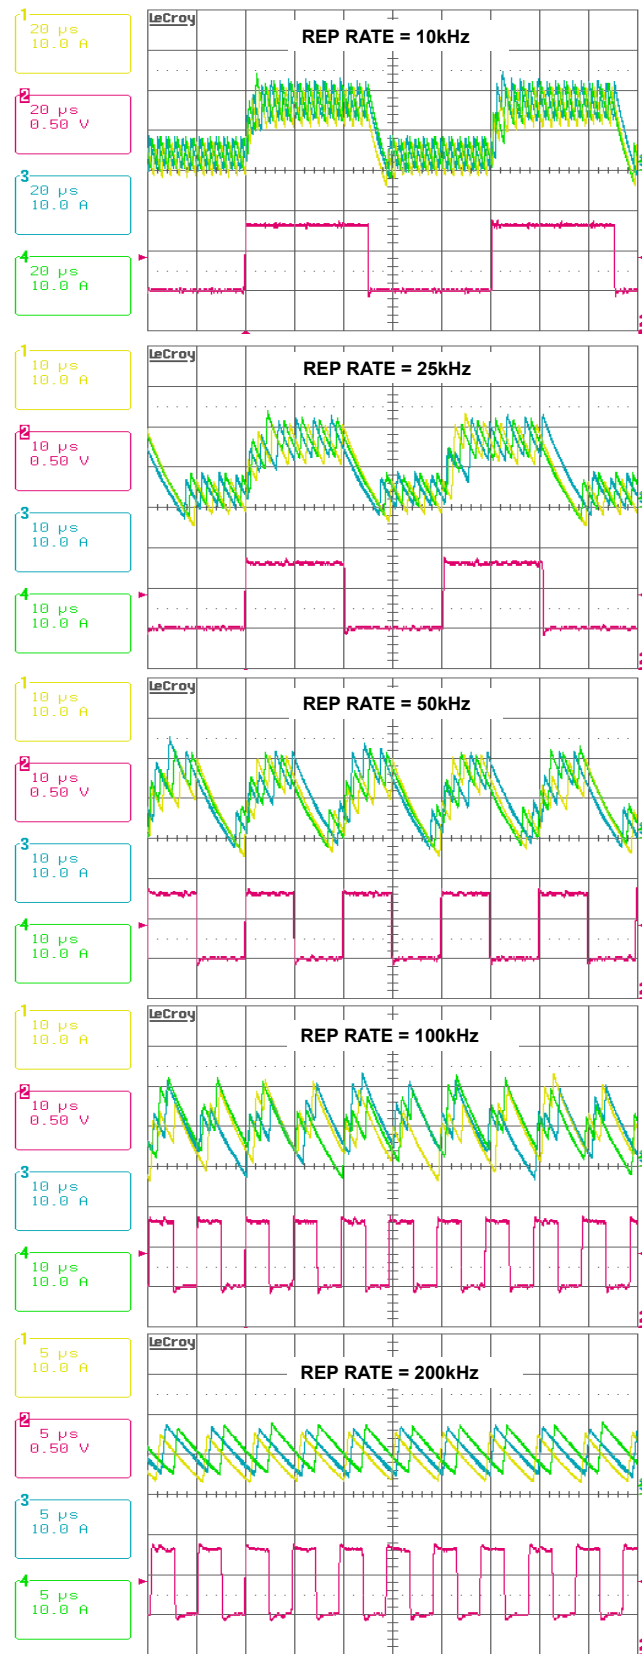 LeCroy
REP RATE = 10kHz
1
20 µs
10.0 A
2
20 µs
0.50 V
3
20 µs
10.0 A
4
20 µs
10.0 A
LeCroy
REP RATE = 25kHz
1
10 µs
10.0 A
2
10 µs
0.50 V
3
10 µs
10.0 A
4
10 µs
10.0 A
LeCroy
REP RATE = 50kHz
1
10 µs
10.0 A
2
10 µs
0.50 V
3
10 µs
10.0 A
4
10 µs
10.0 A
LeCroy
REP RATE = 100kHz
1
10 µs
10.0 A
2
10 µs
0.50 V
3
10 µs
10.0 A
4
10 µs
10.0 A
LeCroy
REP RATE = 200kHz
1
5 µs
10.0 A
2
5 µs
0.50 V
3
5 µs
10.0 A
4
5 µs
10.0 A